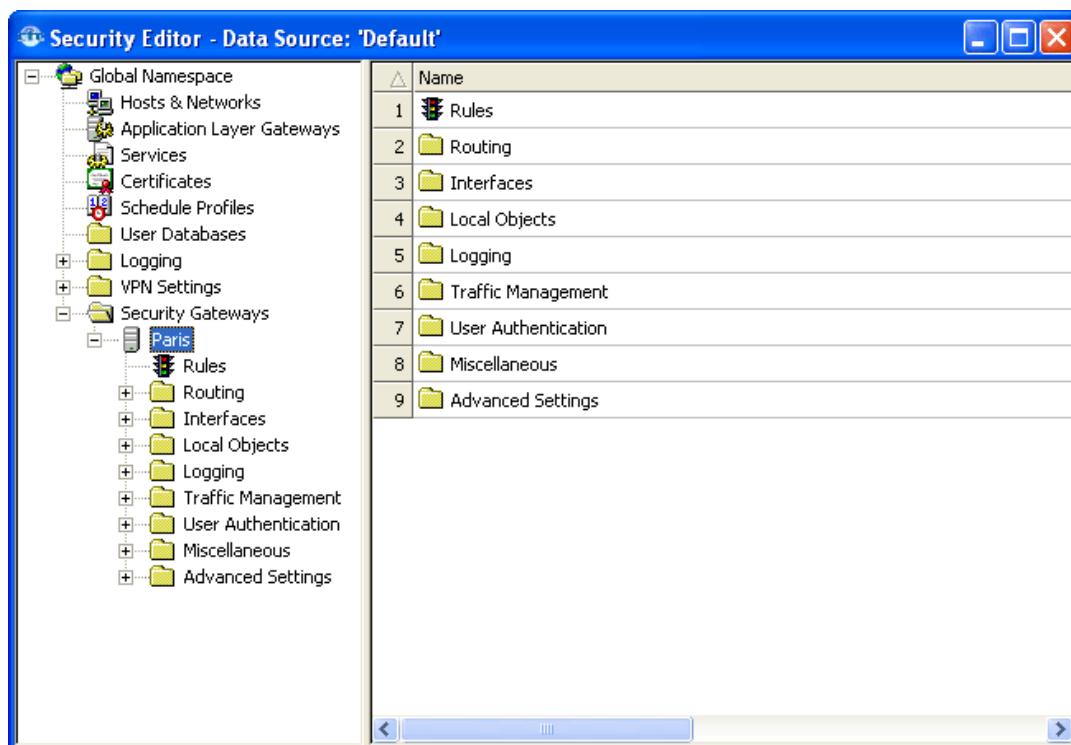 Security Editor - Data Source: 'Default'
Global Namespace
Hosts & Networks
Application Layer Gateways
Services
Certificates
Schedule Profiles
User Databases
Logging
VPN Settings
Security Gateways
Paris
Rules
Routing
Interfaces
Local Objects
Logging
Traffic Management
User Authentication
Miscellaneous
Advanced Settings
Name
1 Rules
2 Routing
3 Interfaces
4 Local Objects
5 Logging
6 Traffic Management
7 User Authentication
8 Miscellaneous
9 Advanced Settings